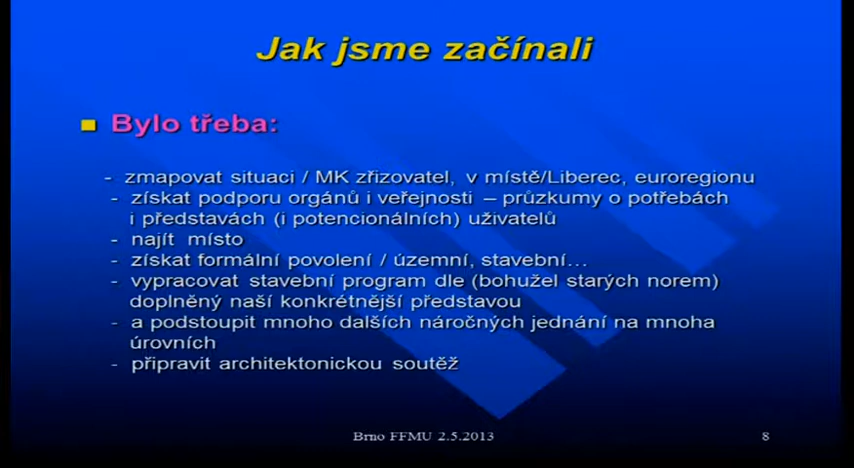 Jak jsme začínali
Bylo třeba:
- zmapovat situaci / MK zřizovatel, v místě/Liberec, euroregionu
- získat podporu orgánů i veřejnosti – průzkumy o potřebách
i představách (i potencionálních) uživatelů
- najít místo
- získat formální povolení / územní, stavební…
- vypracovat stavební program dle (bohužel starých norem)
doplněný naší konkrétnější představou
- a podstoupit mnoho dalších náročných jednání na mnoha
úrovních
- připravit architektonickou soutěž
Brno FFMU 2.5.2013
8